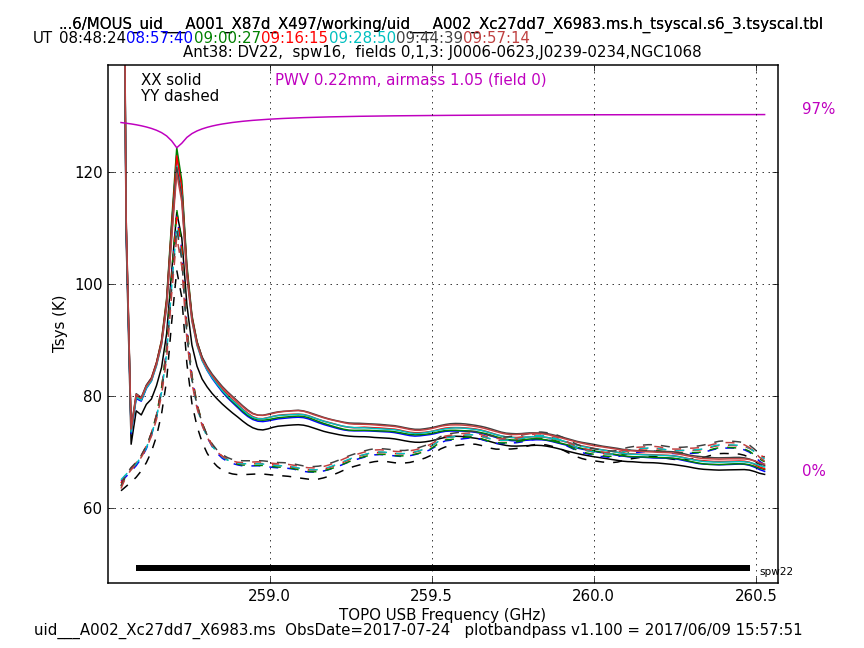 ...6/MOUS_uid___A001_X87d_X497/working/uid___A002_Xc27dd7_X6983.ms.h_tsyscal.s6_3.tsyscal.tbl
UT 08:48:24 08:57:40 09:00:27 09:16:15 09:28:50 09:44:39 09:57:14
Ant38: DV22, spw16, fields 0,1,3: J0006-0623,J0239-0234,NGC1068
XX solid PWV 0.22mm, airmass 1.05 (field 0)
YY dashed
97%
120
100
Tsys (K)
80
0%
60
spw22
259.0 259.5 260.0 260.5
TOPO USB Frequency (GHz)
uid___A002_Xc27dd7_X6983.ms ObsDate=2017-07-24 plotbandpass v1.100 = 2017/06/09 15:57:51